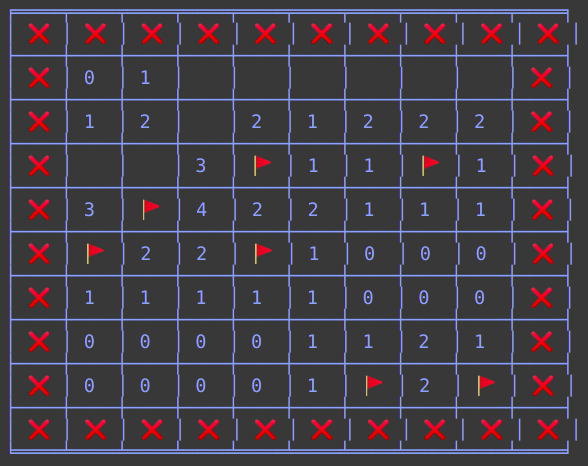 ❌ | ❌ | ❌ | ❌ | ❌ | ❌ | ❌ | ❌ | ❌ | ❌ |
❌ | 0 | 1 | | | | | | | ❌ |
❌ | 1 | 2 | | 2 | 1 | 2 | 2 | 2 | ❌ |
❌ | | | 3 | 🚩 | 1 | 1 | 🚩 | 1 | ❌ |
❌ | 3 | 🚩 | 4 | 2 | 2 | 1 | 1 | 1 | ❌ |
❌ | 🚩 | 2 | 2 | 🚩 | 1 | 0 | 0 | 0 | ❌ |
❌ | 1 | 1 | 1 | 1 | 1 | 0 | 0 | 0 | ❌ |
❌ | 0 | 0 | 0 | 0 | 1 | 1 | 2 | 1 | ❌ |
❌ | 0 | 0 | 0 | 0 | 1 | 🚩 | 2 | 🚩 | ❌ |
❌ | ❌ | ❌ | ❌ | ❌ | ❌ | ❌ | ❌ | ❌ | ❌ |